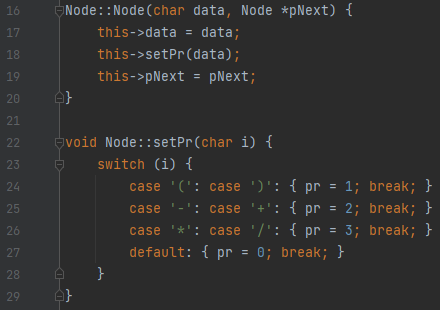 16 Node::Node(char data, Node *pNext) {
17     this->data = data;
18     this->setPr(data);
19     this->pNext = pNext;
20 }
21
22 void Node::setPr(char i) {
23     switch (i) {
24         case '(': case ')': { pr = 1; break; }
25         case '-': case '+': { pr = 2; break; }
26         case '*': case '/': { pr = 3; break; }
27         default: { pr = 0; break; }
28     }
29 }